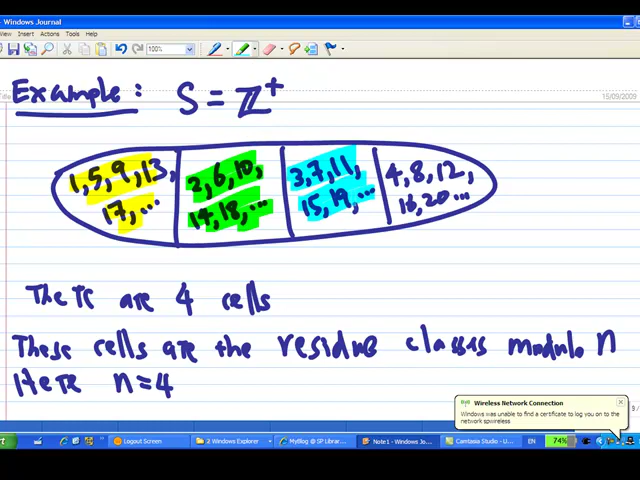 - Windows Journal
View Insert Actions Tools Help
100%
Title
15/09/2009
Example: S = ℤ⁺
1, 5, 9, 13, 17, ...
2, 6, 10, 14, 18, ...
3, 7, 11, 15, 19, ...
4, 8, 12, 16, 20 ...
There are 4 cells
These cells are the residue classes modulo n
Here n = 4
Wireless Network Connection
Windows was unable to find a certificate to log you on to the
network spwireless
Logout Screen
2 Windows Explorer
MyBlog @ SP Librar...
Note1 - Windows Jo...
Camtasia Studio - U...
EN
74%